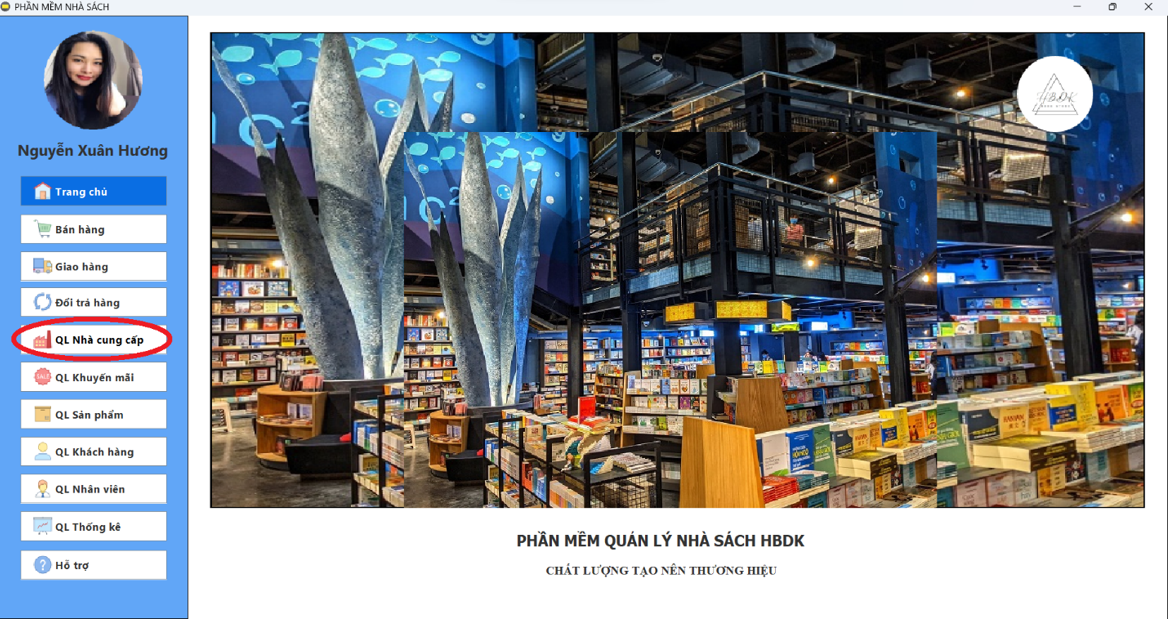 PHẦN MỀM NHÀ SÁCH
Nguyễn Xuân Hương
Trang chủ
Bán hàng
Giao hàng
Đổi trả hàng
QL Nhà cung cấp
SALE
QL Khuyến mãi
QL Sản phẩm
QL Khách hàng
QL Nhân viên
QL Thống kê
?
Hỗ trợ
HBDK
PHẦN MỀM QUẢN LÝ NHÀ SÁCH HBDK
CHẤT LƯỢNG TẠO NÊN THƯƠNG HIỆU